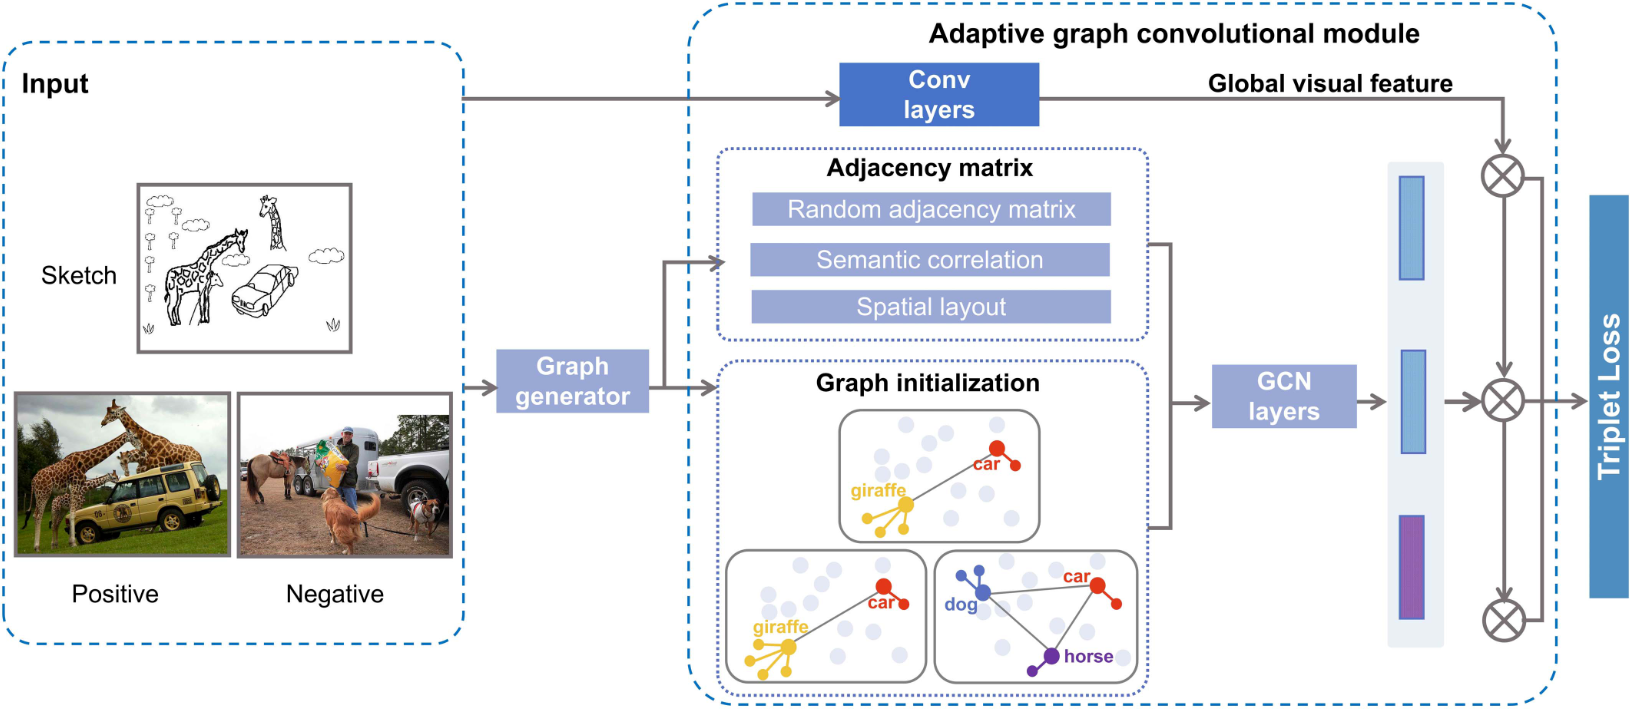 Adaptive graph convolutional module
Input
Conv
layers
Global visual feature
Adjacency matrix
Random adjacency matrix
Semantic correlation
Spatial layout
Sketch
Graph
generator
Graph initialization
car
giraffe
car
giraffe
car
dog
horse
GCN
layers
Triplet Loss
Positive
Negative